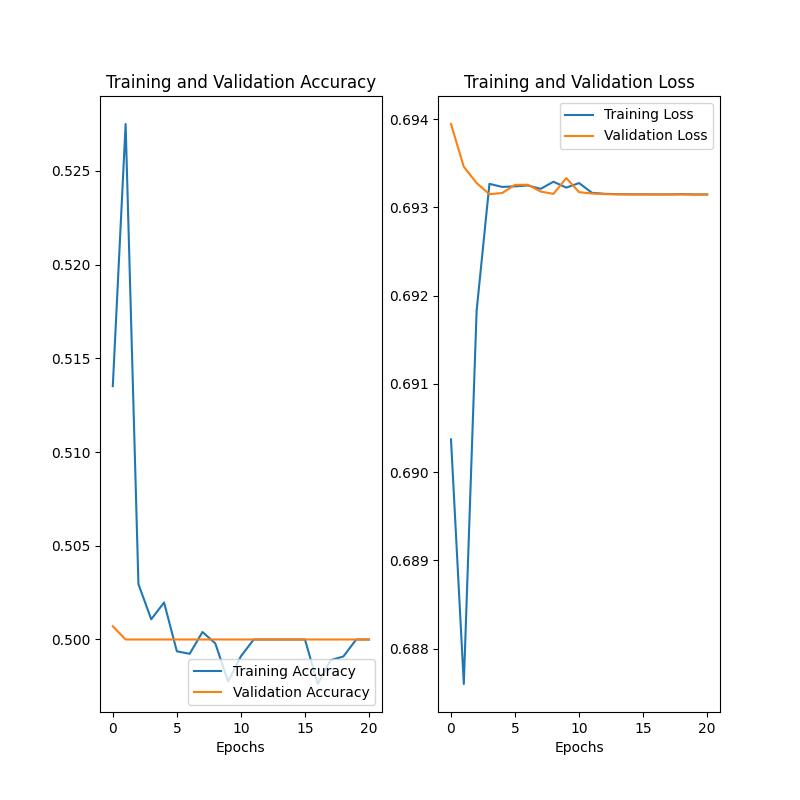 Training and Validation Accuracy
0.525
0.520
0.515
0.510
0.505
0.500
Training Accuracy
Validation Accuracy
0 5 10 15 20
Epochs
Training and Validation Loss
0.694
0.693
0.692
0.691
0.690
0.689
0.688
Training Loss
Validation Loss
0 5 10 15 20
Epochs